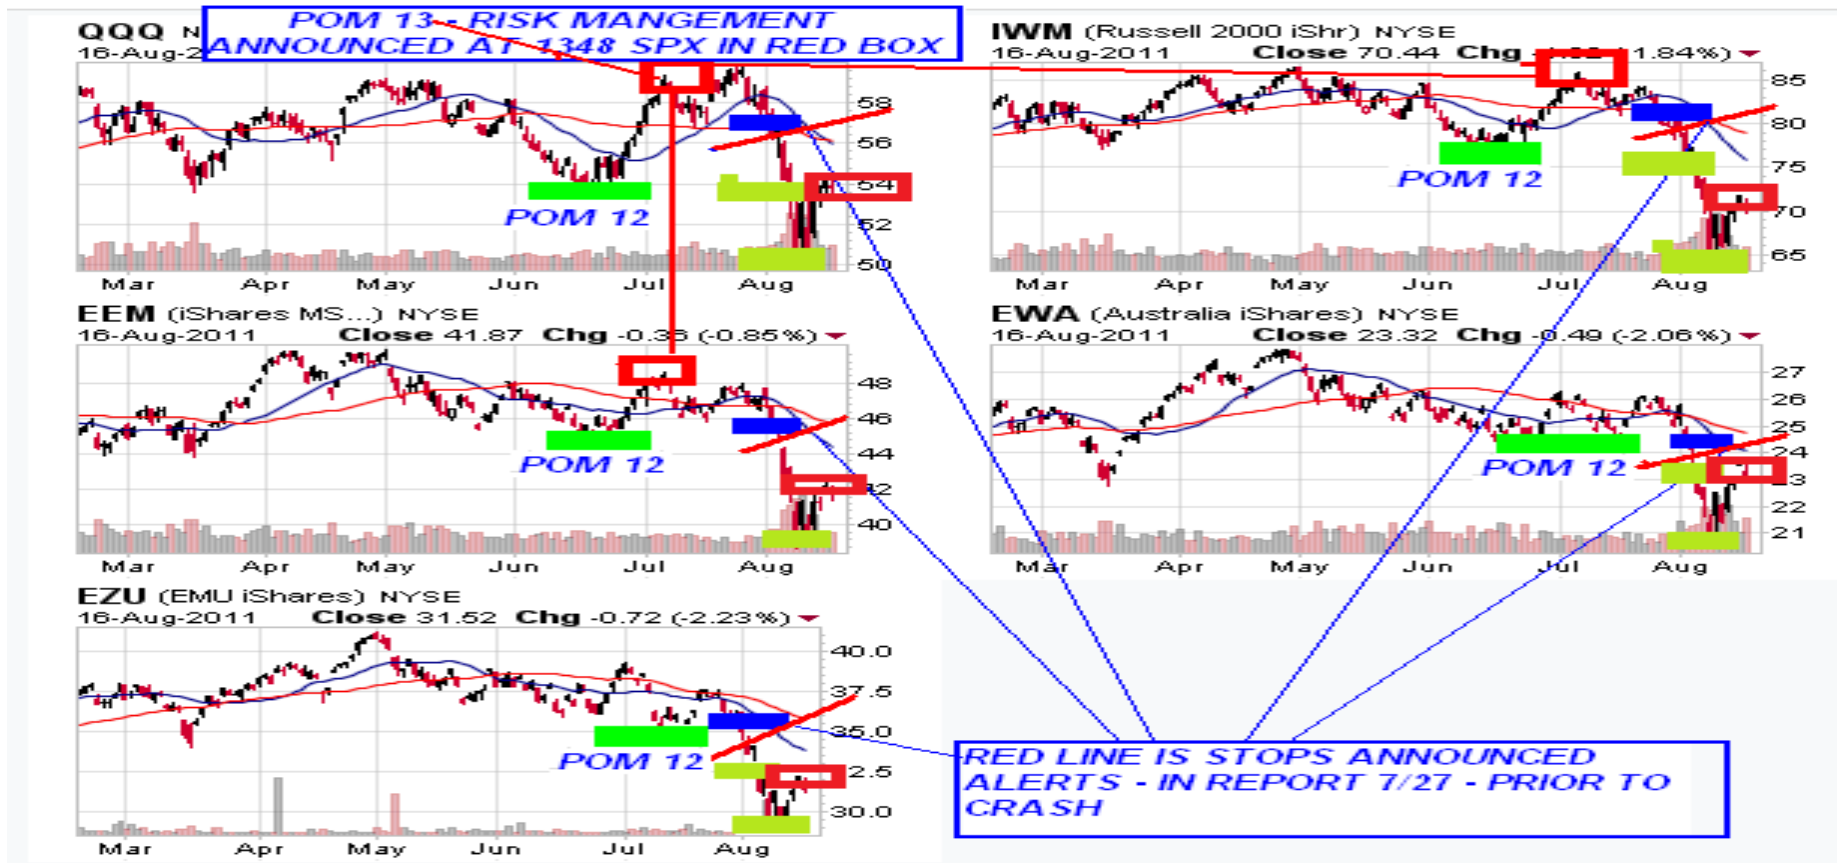 POM 13 - RISK MANGEMENT
ANNOUNCED AT 1348 SPX IN RED BOX
QQQ N
16-Aug-2
58
56
54
52
50
Mar Apr May Jun Jul Aug
POM 12
IWM (Russell 2000 iShr) NYSE
16-Aug-2011 Close 70.44 Chg 1.84%)
85
80
75
70
65
Mar Apr May Jun Jul Aug
POM 12
EEM (iShares MS...) NYSE
16-Aug-2011 Close 41.87 Chg -0.36 (-0.85%)
48
46
44
42
40
Mar Apr May Jun Jul Aug
POM 12
EWA (Australia iShares) NYSE
16-Aug-2011 Close 23.32 Chg -0.49 (-2.06%)
27
26
25
24
23
22
21
Mar Apr May Jun Jul Aug
POM 12
EZU (EMU iShares) NYSE
16-Aug-2011 Close 31.52 Chg -0.72 (-2.23%)
40.0
37.5
35.0
2.5
30.0
Mar Apr May Jun Jul Aug
POM 12
RED LINE IS STOPS ANNOUNCED
ALERTS - IN REPORT 7/27 - PRIOR TO
CRASH